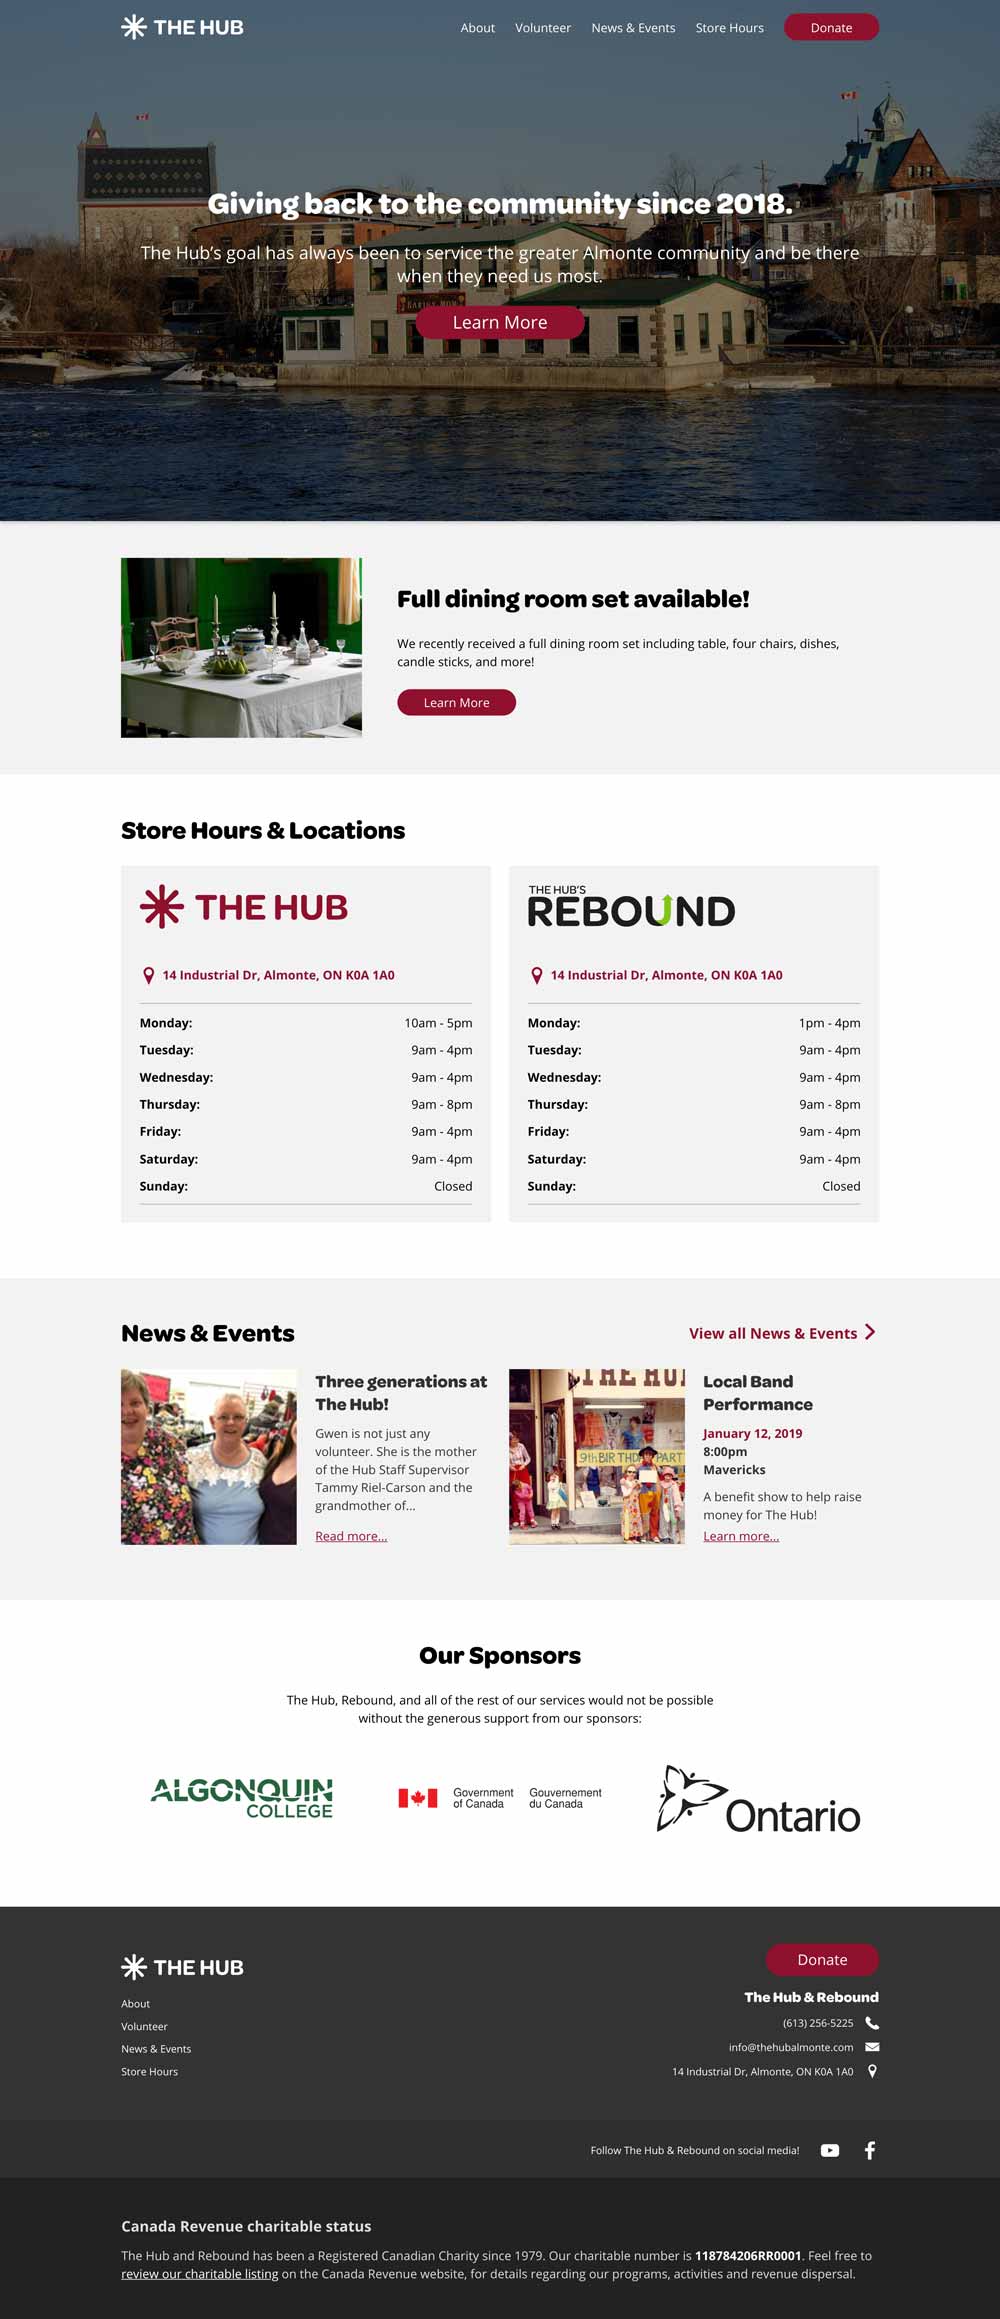 THE HUB
About Volunteer News & Events Store Hours Donate
Giving back to the community since 2018.
The Hub's goal has always been to service the greater Almonte community and be there
when they need us most.
Learn More
Full dining room set available!
We recently received a full dining room set including table, four chairs, dishes,
candle sticks, and more!
Learn More
Store Hours & Locations
THE HUB
14 Industrial Dr, Almonte, ON K0A 1A0
Monday: 10am - 5pm
Tuesday: 9am - 4pm
Wednesday: 9am - 4pm
Thursday: 9am - 8pm
Friday: 9am - 4pm
Saturday: 9am - 4pm
Sunday: Closed
THE HUB'S
REBOUND
14 Industrial Dr, Almonte, ON K0A 1A0
Monday: 1pm - 4pm
Tuesday: 9am - 4pm
Wednesday: 9am - 4pm
Thursday: 9am - 8pm
Friday: 9am - 4pm
Saturday: 9am - 4pm
Sunday: Closed
News & Events
View all News & Events
Three generations at
The Hub!
Gwen is not just any
volunteer. She is the mother
of the Hub Staff Supervisor
Tammy Riel-Carson and the
grandmother of...
Read more...
THE HU
9th BIRTHDAY PART
Local Band
Performance
January 12, 2019
8:00pm
Mavericks
A benefit show to help raise
money for The Hub!
Learn more...
Our Sponsors
The Hub, Rebound, and all of the rest of our services would not be possible
without the generous support from our sponsors:
ALGONQUIN
COLLEGE
Government
of Canada
Gouvernement
du Canada
Ontario
THE HUB
About
Volunteer
News & Events
Store Hours
Donate
The Hub & Rebound
(613) 256-5225
info@thehubalmonte.com
14 Industrial Dr, Almonte, ON K0A 1A0
Follow The Hub & Rebound on social media!
Canada Revenue charitable status
The Hub and Rebound has been a Registered Canadian Charity since 1979. Our charitable number is 118784206RR0001. Feel free to
review our charitable listing on the Canada Revenue website, for details regarding our programs, activities and revenue dispersal.